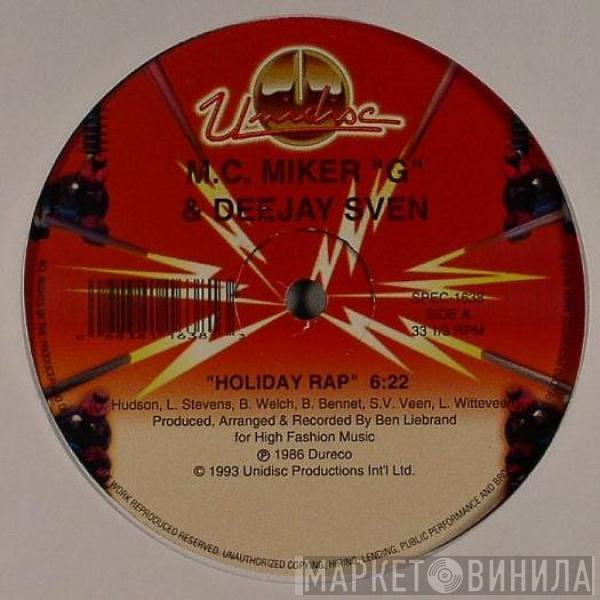 Unidisc
M.C. MIKER "G"
& DEEJAY SVEN
SPEC-1638
SIDE A
33 1/3 RPM
"HOLIDAY RAP" 6:22
Hudson, L. Stevens, B. Welch, B. Bennet, S.V. Veen, L. Witteveen
Produced, Arranged & Recorded By Ben Liebrand
for High Fashion Music
℗ 1986 Dureco
© 1993 Unidisc Productions Int'l Ltd.
WORK REPRODUCED RESERVED. UNAUTHORIZED COPYING, HIRING, LENDING, PUBLIC PERFORMANCE AND BRO
МАРКЕТ ВИНИЛА